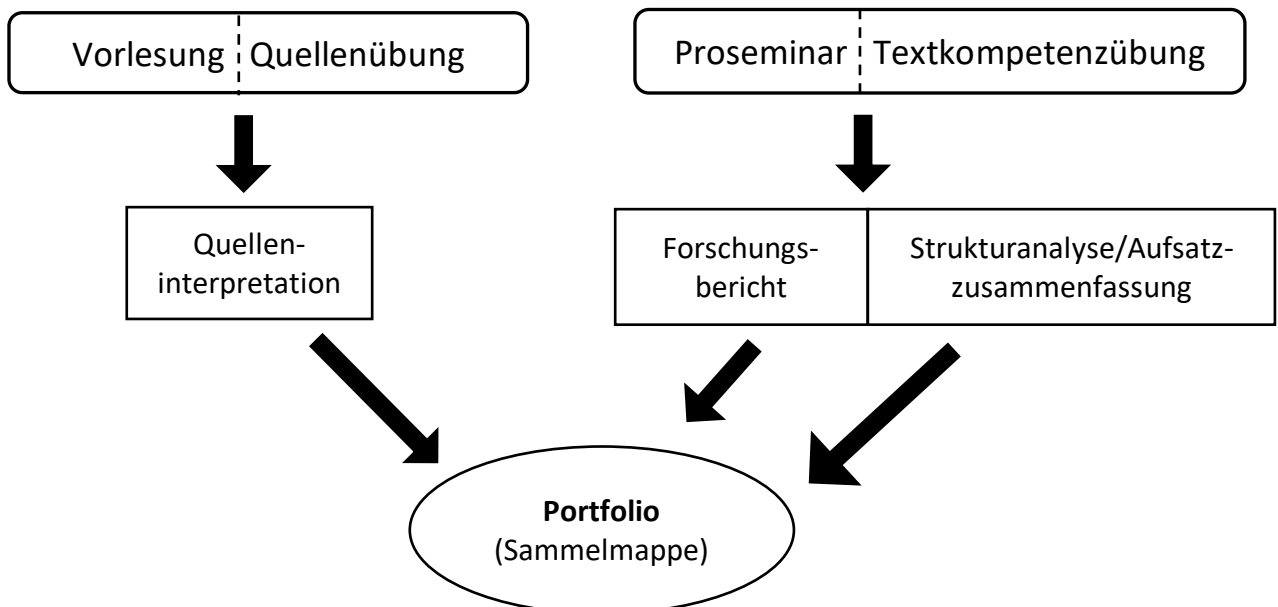 Vorlesung Quellenübung
Proseminar Textkompetenzübung
Quellen-
interpretation
Forschungs-
bericht
Strukturanalyse/Aufsatz-
zusammenfassung
Portfolio
(Sammelmappe)